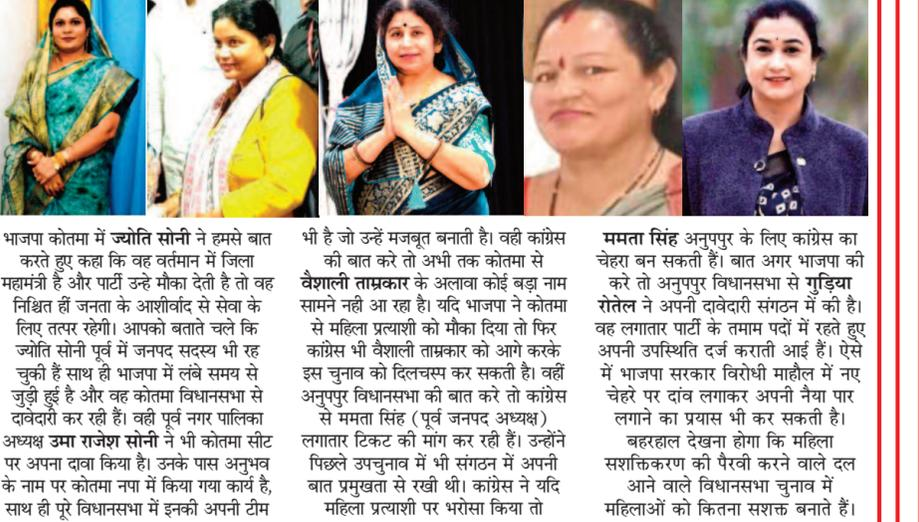 भाजपा कोतमा में ज्योति सोनी ने हमसे बात
करते हुए कहा कि वह वर्तमान में जिला
महामंत्री है और पार्टी उन्हे मौका देती है तो वह
निश्चित हीं जनता के आशीर्वाद से सेवा के
लिए तत्पर रहेगी। आपको बताते चले कि
ज्योति सोनी पूर्व में जनपद सदस्य भी रह
चुकी हैं साथ ही भाजपा में लंबे समय से
जुड़ी हुई है और वह कोतमा विधानसभा से
दावेदारी कर रही हैं। वही पूर्व नगर पालिका
अध्यक्ष उमा राजेश सोनी ने भी कोतमा सीट
पर अपना दावा किया है। उनके पास अनुभव
के नाम पर कोतमा नपा में किया गया कार्य है,
साथ ही पूरे विधानसभा में इनकी अपनी टीम
भी है जो उन्हें मजबूत बनाती है। वही कांग्रेस
की बात करे तो अभी तक कोतमा से
वैशाली ताम्रकार के अलावा कोई बड़ा नाम
सामने नही आ रहा है। यदि भाजपा ने कोतमा
से महिला प्रत्याशी को मौका दिया तो फिर
कांग्रेस भी वैशाली ताम्रकार को आगे करके
इस चुनाव को दिलचस्प कर सकती है। वहीं
अनुपपुर विधानसभा की बात करे तो कांग्रेस
से ममता सिंह (पूर्व जनपद अध्यक्ष)
लगातार टिकट की मांग कर रही हैं। उन्होंने
पिछले उपचुनाव में भी संगठन में अपनी
बात प्रमुखता से रखी थी। कांग्रेस ने यदि
महिला प्रत्याशी पर भरोसा किया तो
ममता सिंह अनुपपुर के लिए कांग्रेस का
चेहरा बन सकती हैं। बात अगर भाजपा की
करे तो अनुपपुर विधानसभा से गुड़िया
रोतेल ने अपनी दावेदारी संगठन में की है।
वह लगातार पार्टी के तमाम पदों में रहते हुए
अपनी उपस्थिति दर्ज कराती आई हैं। ऐसे
में भाजपा सरकार विरोधी माहौल में नए
चेहरे पर दांव लगाकर अपनी नैया पार
लगाने का प्रयास भी कर सकती है।
बहरहाल देखना होगा कि महिला
सशक्तिकरण की पैरवी करने वाले दल
आने वाले विधानसभा चुनाव में
महिलाओं को कितना सशक्त बनाते हैं।